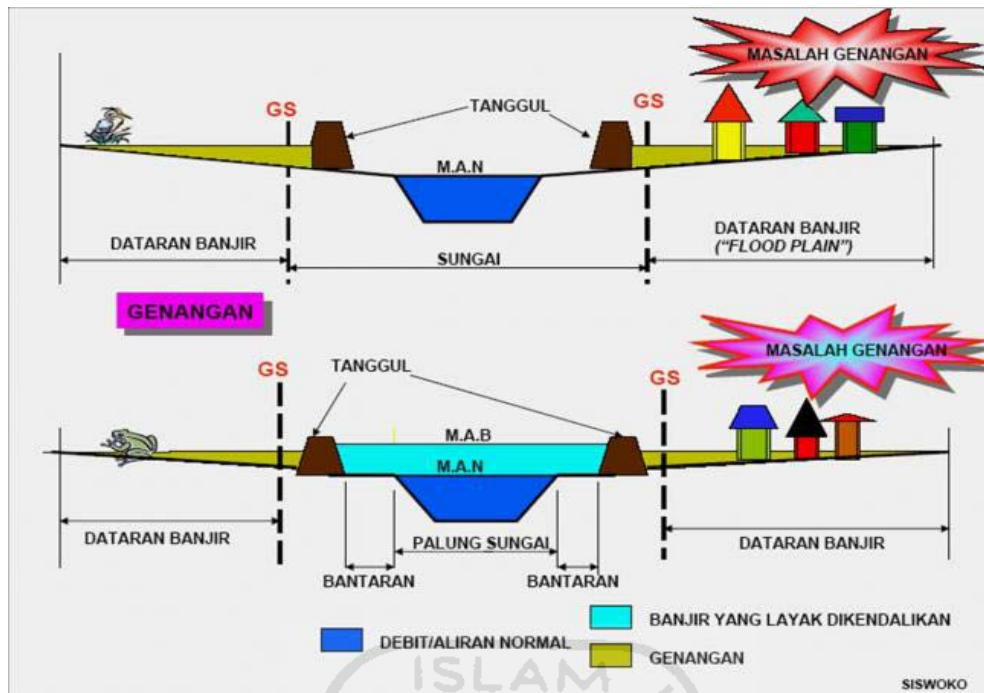 MASALAH GENANGAN
GS
TANGGUL
GS
M.A.N
DATARAN BANJIR
SUNGAI
DATARAN BANJIR
("FLOOD PLAIN")
GENANGAN
MASALAH GENANGAN
GS
TANGGUL
GS
M.A.B
M.A.N
DATARAN BANJIR
PALUNG SUNGAI
DATARAN BANJIR
BANTARAN
BANTARAN
DEBIT/ALIRAN NORMAL
BANJIR YANG LAYAK DIKENDALIKAN
GENANGAN
ISLAM
SISWOKO